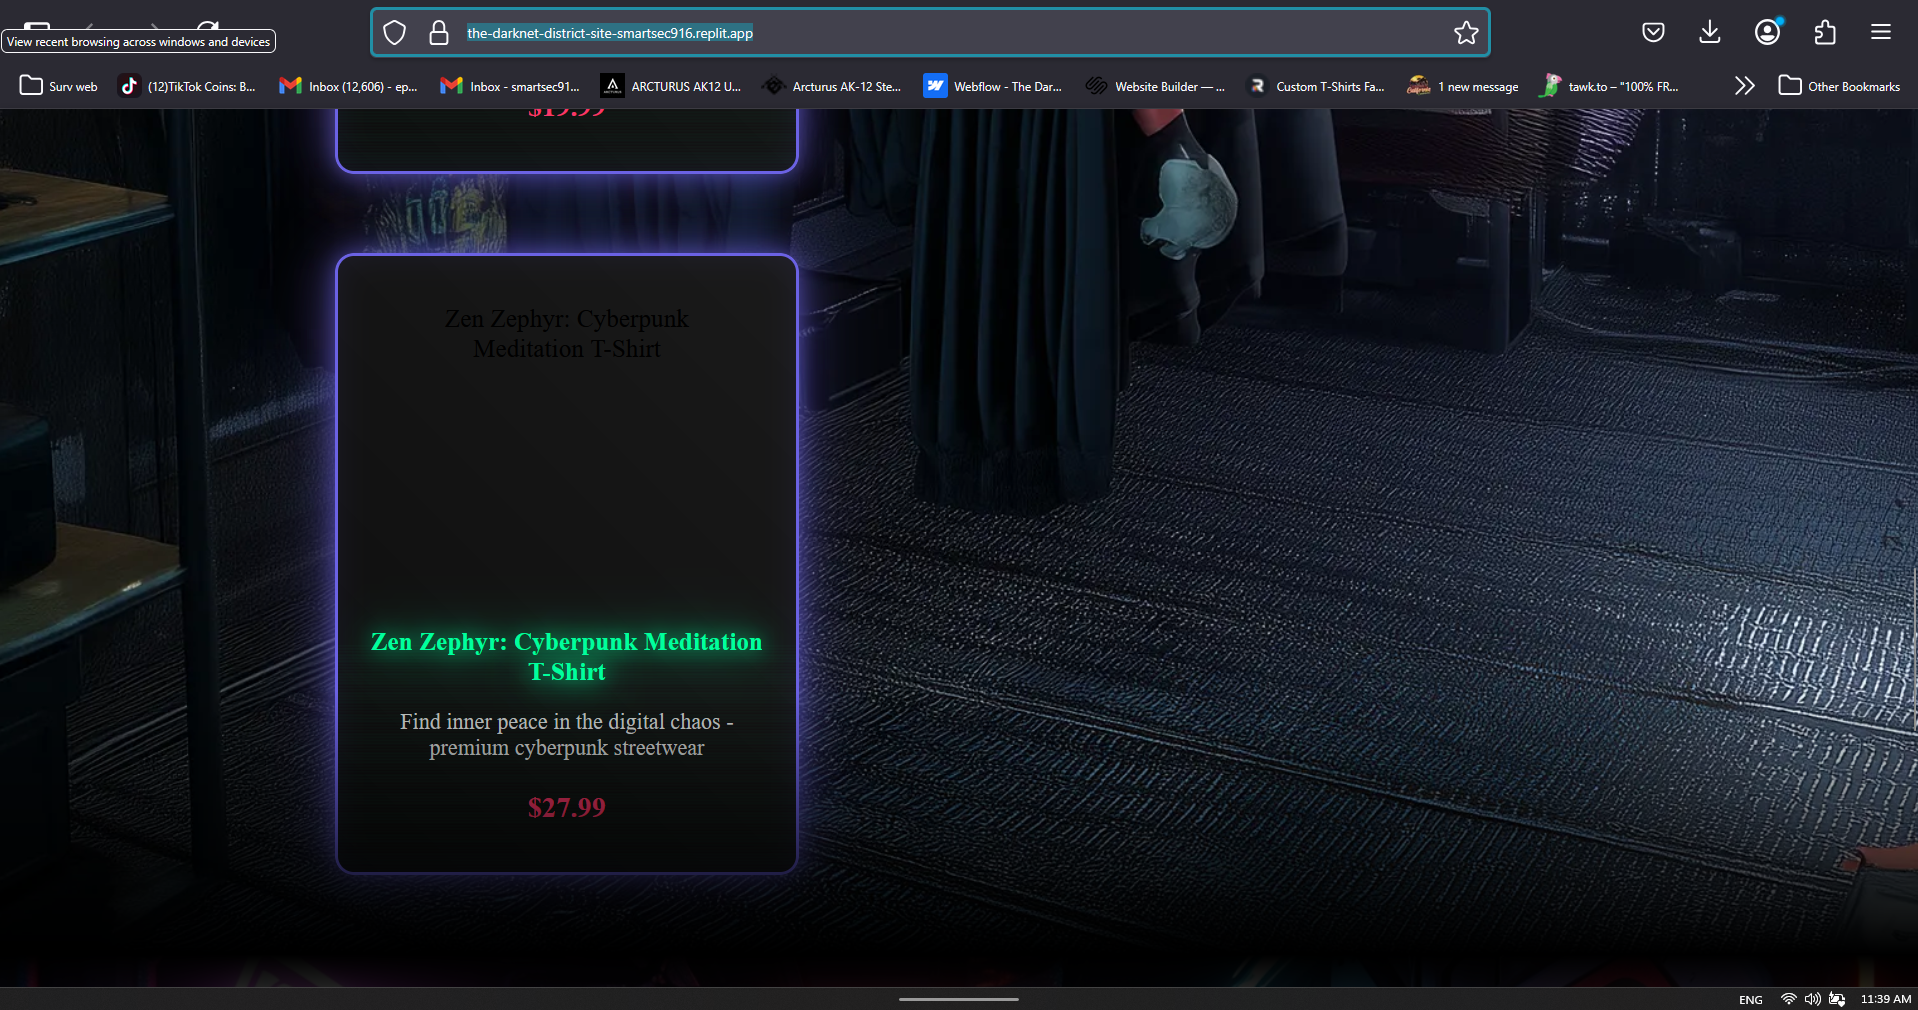 View recent browsing across windows and devices
the-darknet-district-site-smartsec916.replit.app
Surv web
(12)TikTok Coins: B...
Inbox (12,606) - ep...
Inbox - smartsec91...
ARCTURUS AK12 U...
Arcturus AK-12 Ste...
Webflow - The Dar...
Website Builder — ...
Custom T-Shirts Fa...
1 new message
tawk.to – "100% FR...
Other Bookmarks
$19.99
Zen Zephyr: Cyberpunk
Meditation T-Shirt
Zen Zephyr: Cyberpunk Meditation
T-Shirt
Find inner peace in the digital chaos -
premium cyberpunk streetwear
$27.99
ENG
11:39 AM